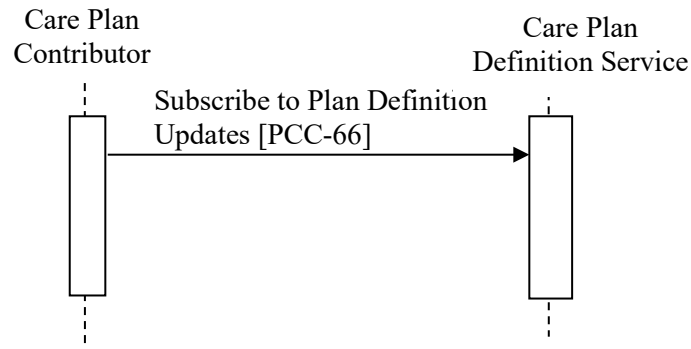 Care Plan
Contributor
Care Plan
Definition Service
Subscribe to Plan Definition
Updates [PCC-66]